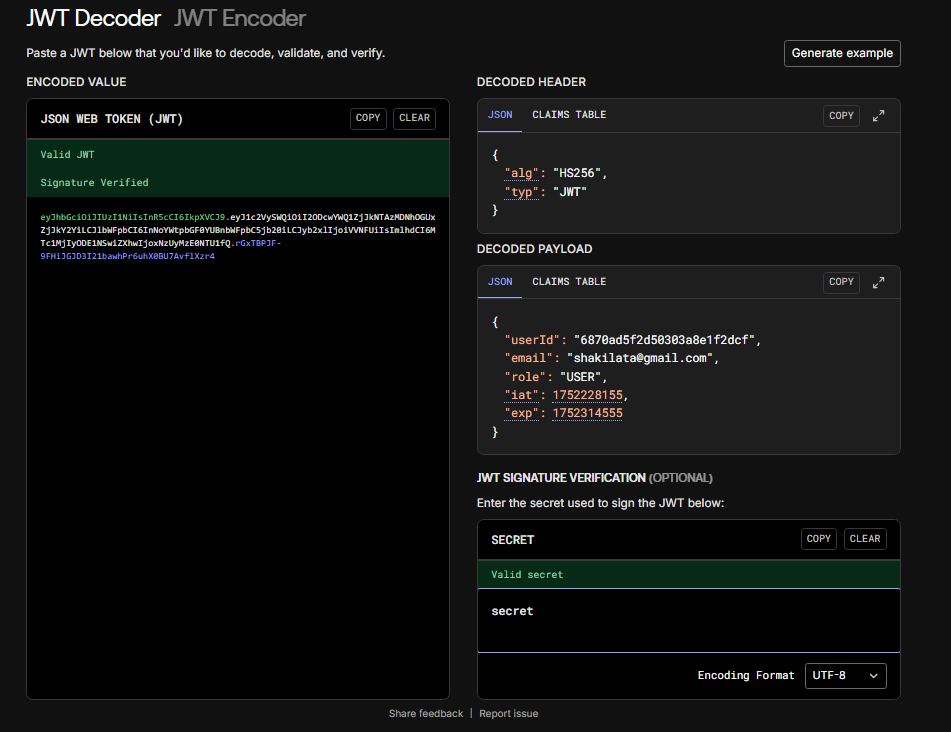 JWT Decoder JWT Encoder
Paste a JWT below that you'd like to decode, validate, and verify.
Generate example
ENCODED VALUE
JSON WEB TOKEN (JWT)
COPY
CLEAR
Valid JWT
Signature Verified
eyJhbGciOiJIUzI1NiIsInR5cCI6IkpXVCJ9.eyJ1c2VySWQiOiI2ODcwYWQ1ZjJkNTAzMDNhOGUx
ZjJkY2YiLCJlbWFpbCI6InNoYWtpbGF0YUBnbWFpbC5jb20iLCJyb2xlIjoiVVNFUiIsImlhdCI6M
Tc1MjIyODE1NSwiZXhwIjoxNzUyMzE0NTU1fQ.rGxTBPJF-
9FHiJGJD3I21bawhPr6uhX0BU7AvflXzr4
DECODED HEADER
JSON
CLAIMS TABLE
COPY
{
"alg": "HS256",
"typ": "JWT"
}
DECODED PAYLOAD
JSON
CLAIMS TABLE
COPY
{
"userId": "6870ad5f2d50303a8e1f2dcf",
"email": "shakilata@gmail.com",
"role": "USER",
"iat": 1752228155,
"exp": 1752314555
}
JWT SIGNATURE VERIFICATION (OPTIONAL)
Enter the secret used to sign the JWT below:
SECRET
COPY
CLEAR
Valid secret
secret
Encoding Format
UTF-8
Share feedback | Report issue